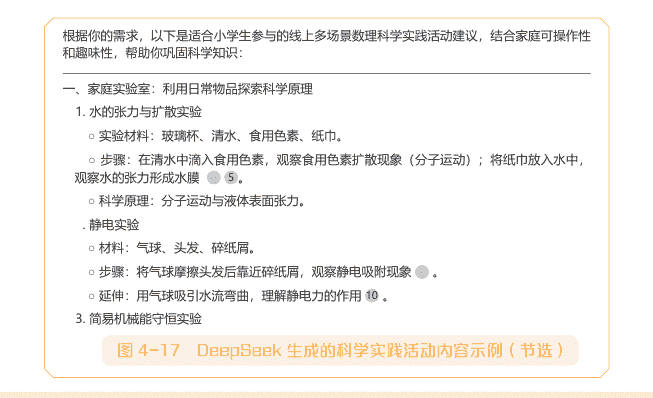 根据你的需求，以下是适合小学生参与的线上多场景数理科学实践活动建议，结合家庭可操作性
和趣味性，帮助你巩固科学知识：
一、家庭实验室：利用日常物品探索科学原理
1. 水的张力与扩散实验
○ 实验材料：玻璃杯、清水、食用色素、纸巾。
○ 步骤：在清水中滴入食用色素，观察食用色素扩散现象（分子运动）；将纸巾放入水中，
观察水的张力形成水膜 5。
○ 科学原理：分子运动与液体表面张力。
. 静电实验
○ 材料：气球、头发、碎纸屑。
○ 步骤：将气球摩擦头发后靠近碎纸屑，观察静电吸附现象 。
○ 延伸：用气球吸引水流弯曲，理解静电力的作用 10 。
3. 简易机械能守恒实验
图 4-17 DeepSeek 生成的科学实践活动内容示例（节选）